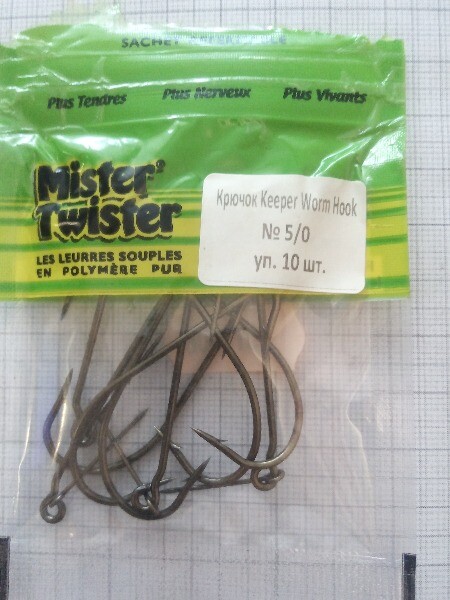 SACHET
Plus Tendres Plus Nerveux Plus Vivants
Mister
Twister
LES LEURRES SOUPLES
EN POLYMÈRE PUR
Крючок Keeper Worm Hook
№ 5/0
уп. 10 шт.